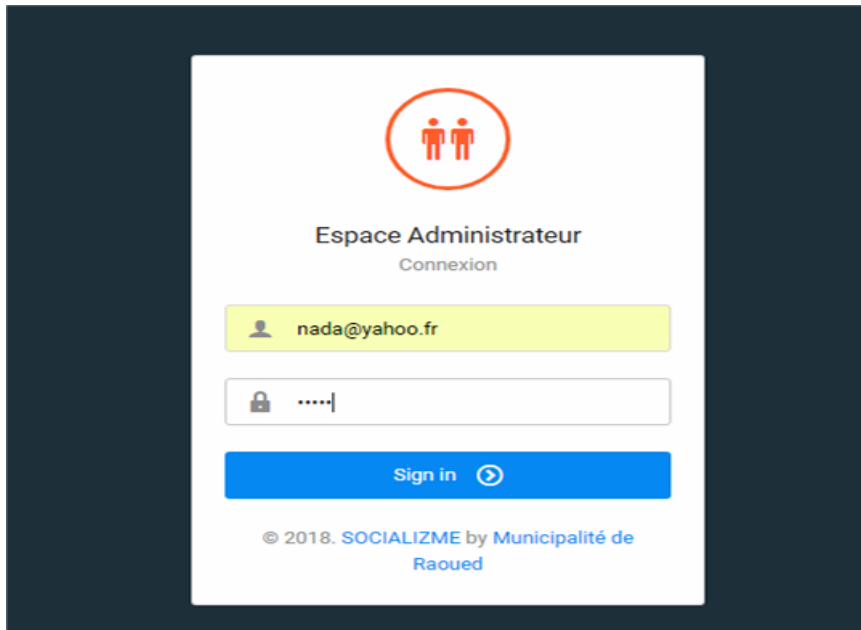 Espace Administrateur
Connexion
nada@yahoo.fr
•••••
Sign in
© 2018. SOCIALIZME by Municipalité de
Raoued